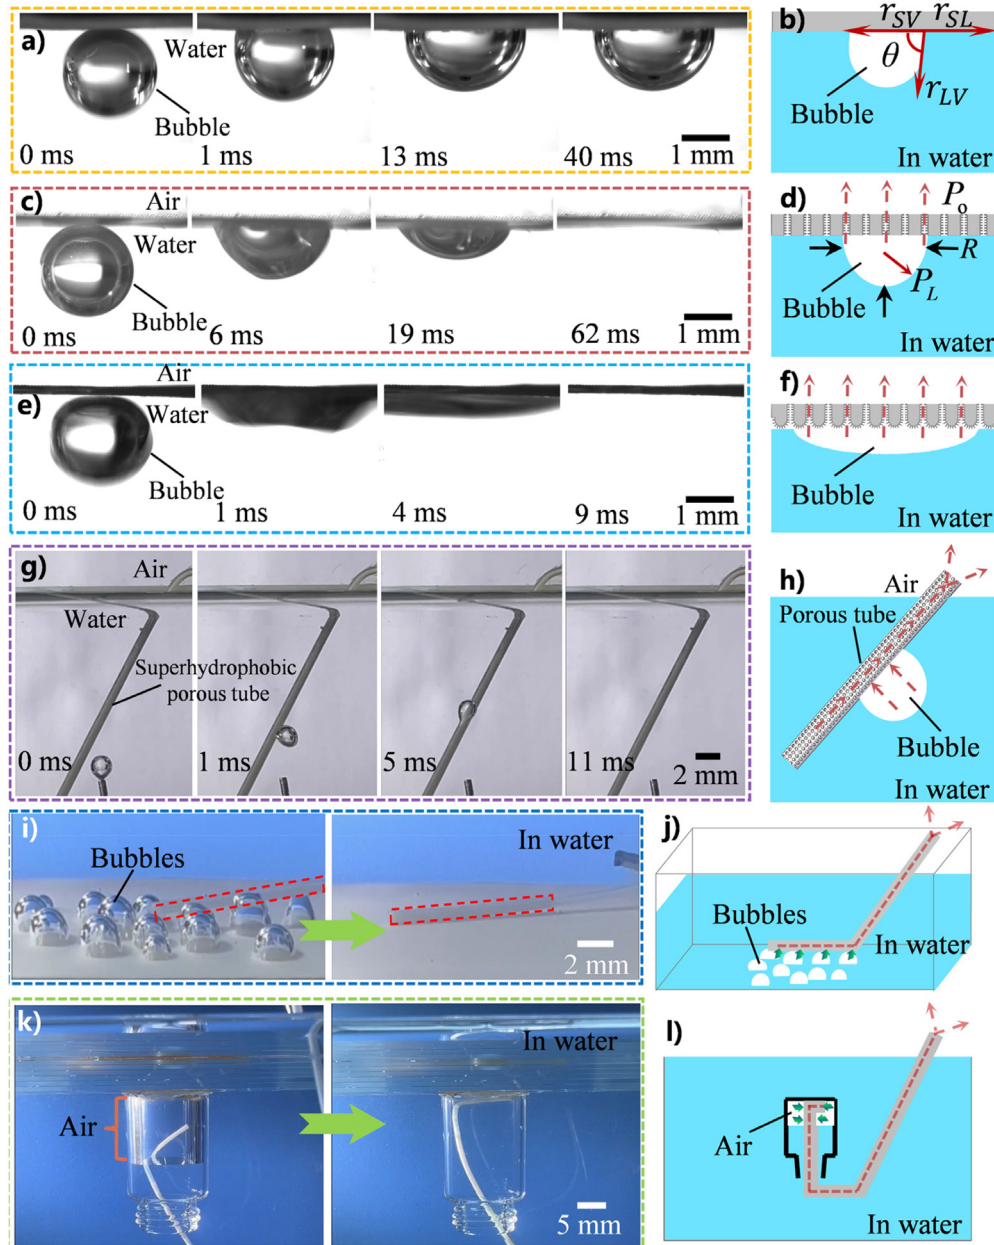 a)
Water
Bubble
0 ms
1 ms
13 ms
40 ms
1 mm
b)
r_SV r_SL
θ
r_LV
Bubble
In water
c)
Air
Water
Bubble
0 ms
6 ms
19 ms
62 ms
1 mm
d)
P_o
R
P_L
Bubble
In water
e)
Air
Water
Bubble
0 ms
1 ms
4 ms
9 ms
1 mm
f)
Bubble
In water
g)
Air
Water
Superhydrophobic
porous tube
0 ms
1 ms
5 ms
11 ms
2 mm
h)
Air
Porous tube
Bubble
In water
i)
Bubbles
In water
2 mm
j)
Bubbles
In water
k)
Air
In water
5 mm
l)
Air
In water